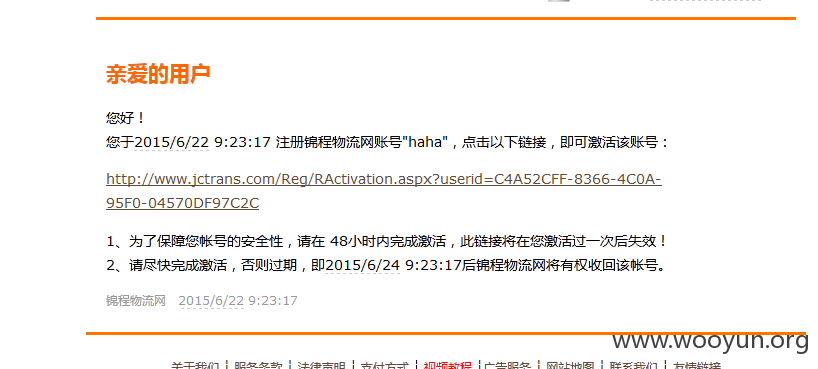 亲爱的用户
您好！
您于2015/6/22 9:23:17 注册锦程物流网账号"haha"，点击以下链接，即可激活该账号：
http://www.jctrans.com/Reg/RActivation.aspx?userid=C4A52CFF-8366-4C0A-
95F0-04570DF97C2C
1、为了保障您帐号的安全性，请在 48小时内完成激活，此链接将在您激活过一次后失效！
2、请尽快完成激活，否则过期，即2015/6/24 9:23:17后锦程物流网将有权收回该帐号。
锦程物流网 2015/6/22 9:23:17
www.wooyun.org
关于我们 ┆ 服务条款 ┆ 法律声明 ┆ 支付方式 ┆ 视频教程 ┆广告服务 ┆ 网站地图 ┆ 联系我们 ┆ 友情链接